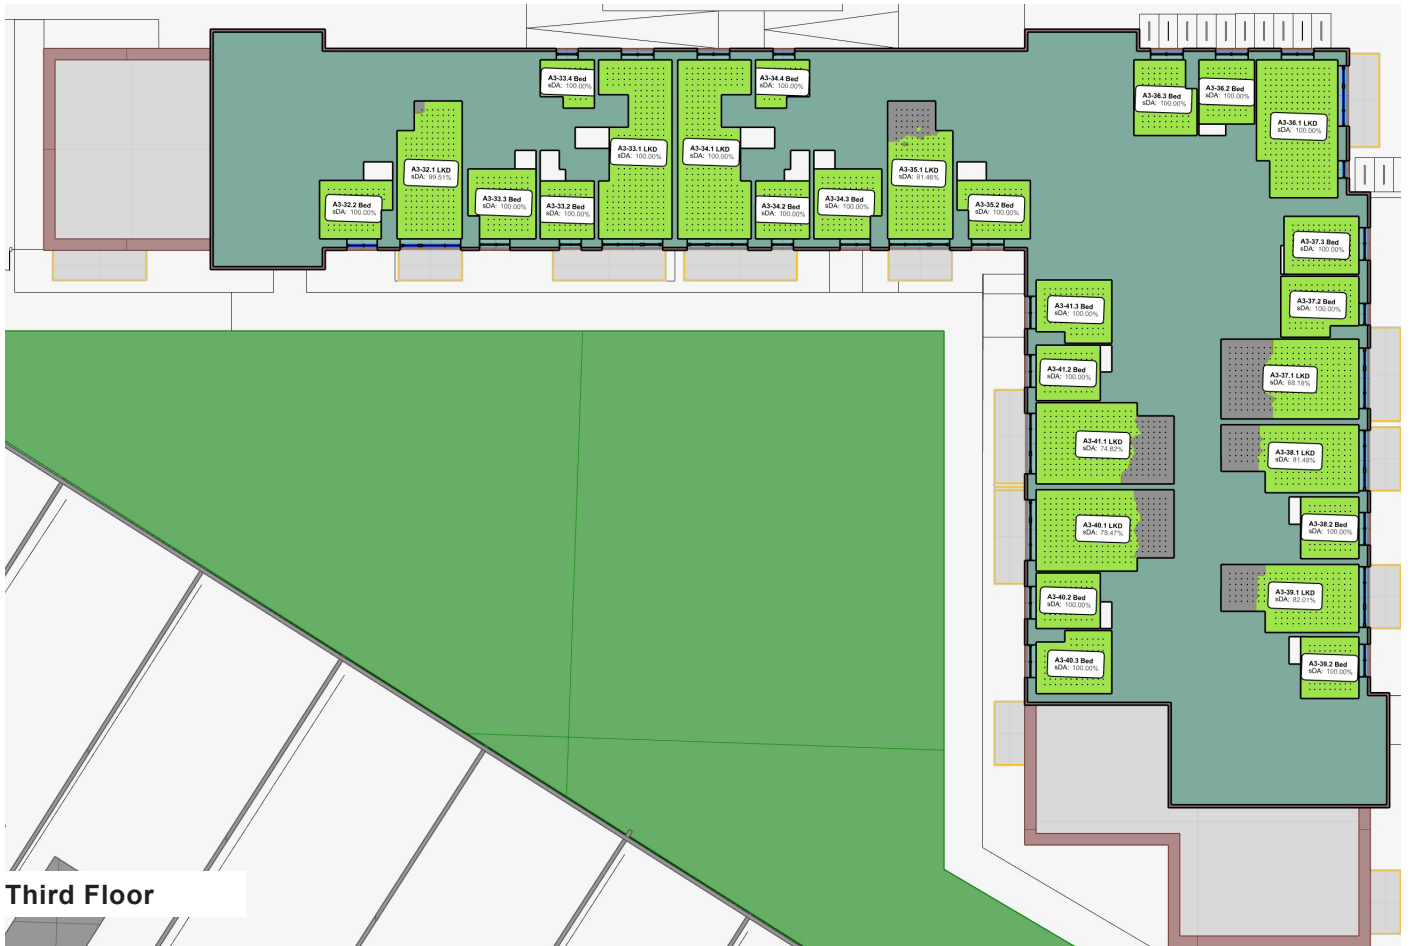 A3-33.4 Bed
sDA: 100.00%
A3-34.4 Bed
sDA: 100.00%
A3-36.3 Bed
sDA: 100.00%
A3-36.2 Bed
sDA: 100.00%
A3-36.1 LKD
sDA: 100.00%
A3-32.1 LKD
sDA: 99.51%
A3-33.1 LKD
sDA: 100.00%
A3-34.1 LKD
sDA: 100.00%
A3-35.1 LKD
sDA: 81.46%
A3-32.2 Bed
sDA: 100.00%
A3-33.3 Bed
sDA: 100.00%
A3-33.2 Bed
sDA: 100.00%
A3-34.2 Bed
sDA: 100.00%
A3-34.3 Bed
sDA: 100.00%
A3-35.2 Bed
sDA: 100.00%
A3-37.3 Bed
sDA: 100.00%
A3-41.3 Bed
sDA: 100.00%
A3-37.2 Bed
sDA: 100.00%
A3-41.2 Bed
sDA: 100.00%
A3-37.1 LKD
sDA: 68.18%
A3-41.1 LKD
sDA: 74.82%
A3-38.1 LKD
sDA: 81.48%
A3-40.1 LKD
sDA: 78.47%
A3-38.2 Bed
sDA: 100.00%
A3-40.2 Bed
sDA: 100.00%
A3-39.1 LKD
sDA: 82.01%
A3-40.3 Bed
sDA: 100.00%
A3-39.2 Bed
sDA: 100.00%
Third Floor